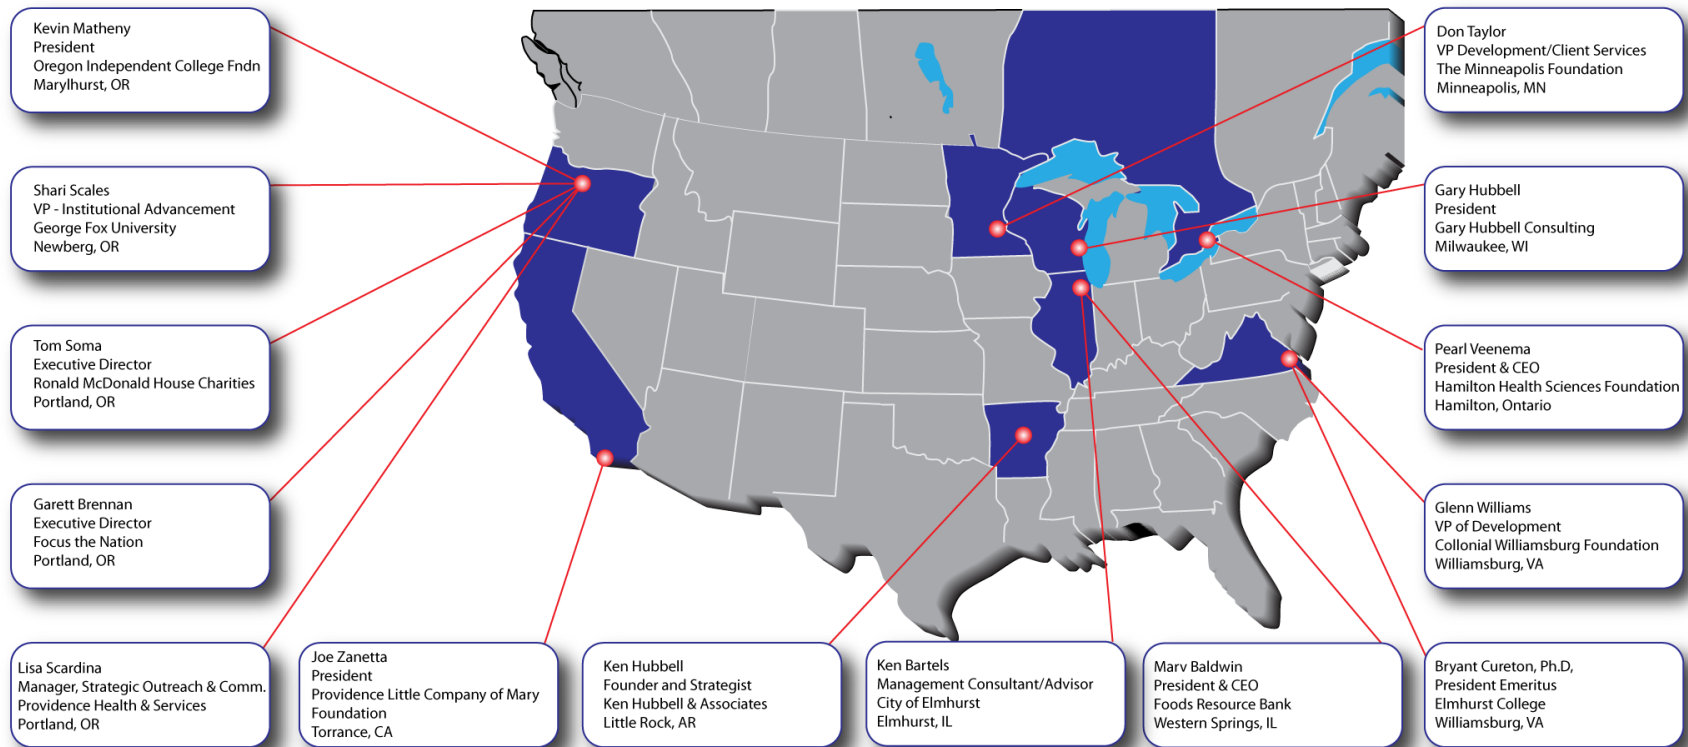 Kevin Matheny
President
Oregon Independent College Fndn
Marylhurst, OR
Shari Scales
VP - Institutional Advancement
George Fox University
Newberg, OR
Tom Soma
Executive Director
Ronald McDonald House Charities
Portland, OR
Garett Brennan
Executive Director
Focus the Nation
Portland, OR
Lisa Scardina
Manager, Strategic Outreach & Comm.
Providence Health & Services
Portland, OR
Joe Zanetta
President
Providence Little Company of Mary
Foundation
Torrance, CA
Ken Hubbell
Founder and Strategist
Ken Hubbell & Associates
Little Rock, AR
Ken Bartels
Management Consultant/Advisor
City of Elmhurst
Elmhurst, IL
Marv Baldwin
President & CEO
Foods Resource Bank
Western Springs, IL
Don Taylor
VP Development/Client Services
The Minneapolis Foundation
Minneapolis, MN
Gary Hubbell
President
Gary Hubbell Consulting
Milwaukee, WI
Pearl Veenema
President & CEO
Hamilton Health Sciences Foundation
Hamilton, Ontario
Glenn Williams
VP of Development
Collonial Williamsburg Foundation
Williamsburg, VA
Bryant Cureton, Ph.D,
President Emeritus
Elmhurst College
Williamsburg, VA